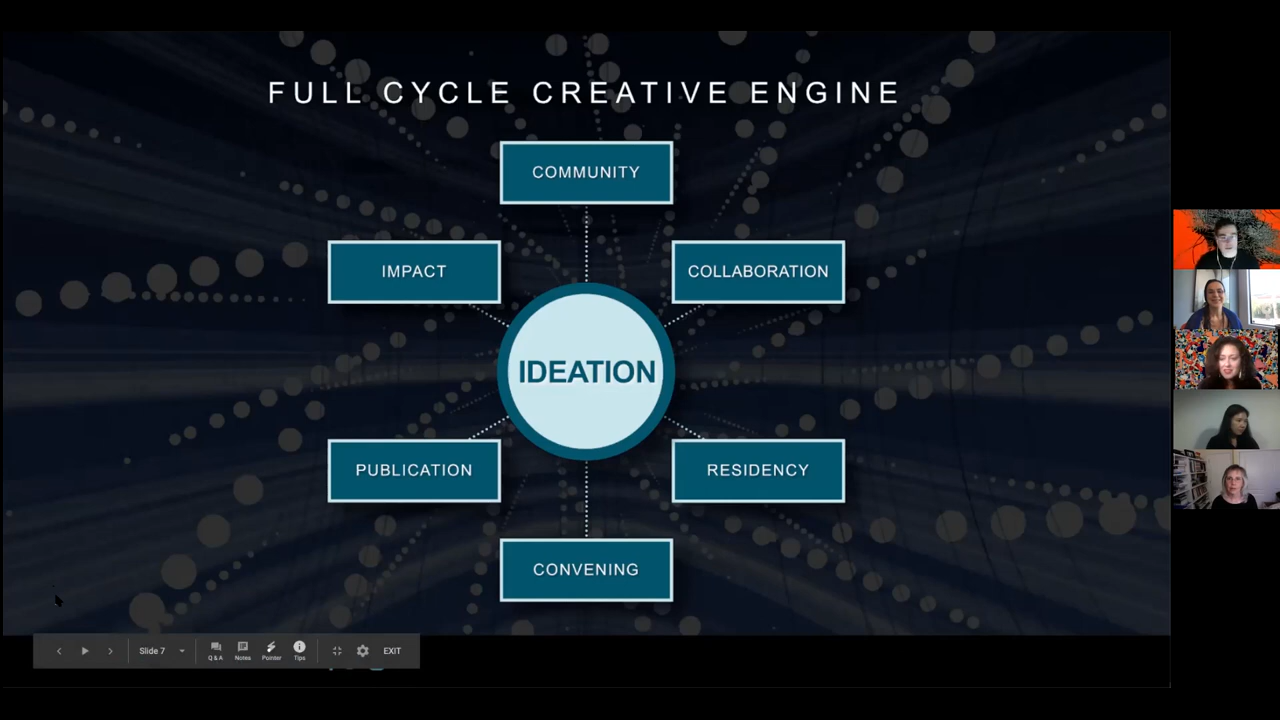 FULL CYCLE CREATIVE ENGINE
COMMUNITY
IMPACT
COLLABORATION
IDEATION
PUBLICATION
RESIDENCY
CONVENING
Slide 7
Q & A
Notes
Pointer
Tips
EXIT